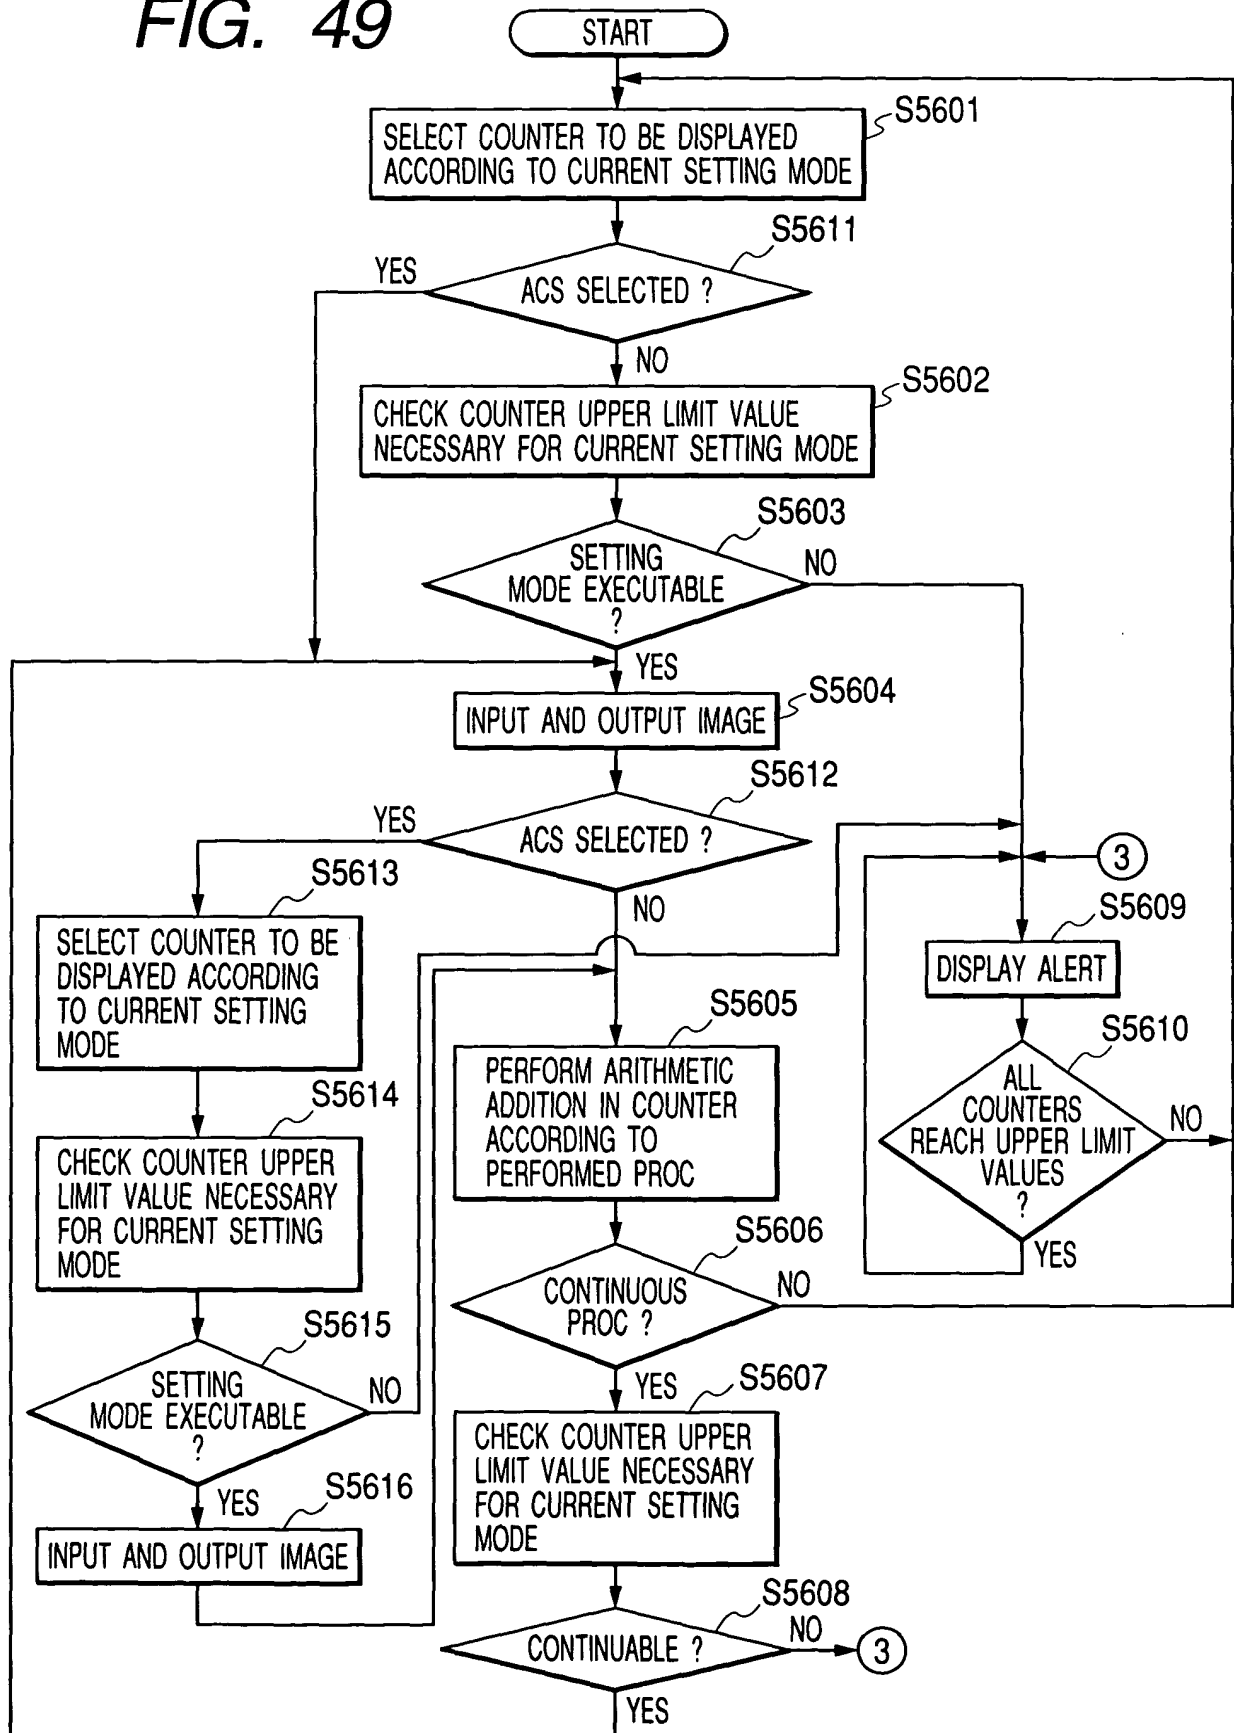 FIG. 49
START
S5601
SELECT COUNTER TO BE DISPLAYED
ACCORDING TO CURRENT SETTING MODE
S5611
YES
ACS SELECTED ?
NO
S5602
CHECK COUNTER UPPER LIMIT VALUE
NECESSARY FOR CURRENT SETTING MODE
S5603
SETTING
MODE EXECUTABLE
?
NO
YES
S5604
INPUT AND OUTPUT IMAGE
S5612
YES
ACS SELECTED ?
NO
3
S5613
SELECT COUNTER TO BE
DISPLAYED ACCORDING
TO CURRENT SETTING
MODE
S5609
DISPLAY ALERT
S5605
PERFORM ARITHMETIC
ADDITION IN COUNTER
ACCORDING TO
PERFORMED PROC
S5610
ALL
COUNTERS
REACH UPPER LIMIT
VALUES
?
NO
YES
S5614
CHECK COUNTER UPPER
LIMIT VALUE NECESSARY
FOR CURRENT SETTING
MODE
S5606
CONTINUOUS
PROC ?
NO
YES
S5615
SETTING
MODE EXECUTABLE
?
NO
YES
S5607
CHECK COUNTER UPPER
LIMIT VALUE NECESSARY
FOR CURRENT SETTING
MODE
S5616
INPUT AND OUTPUT IMAGE
S5608
CONTINUABLE ?
NO
3
YES